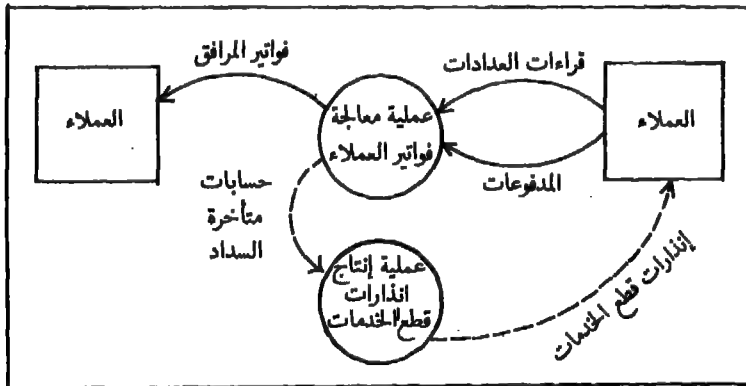 فواتير المرافق
قراءات العدادات
العملاء
عملية معالجة
فواتير العملاء
العملاء
المدفوعات
حسابات
متأخرة
السداد
عملية إنتاج
انذارات
قطع الخدمات
إنذارات قطع الخدمات